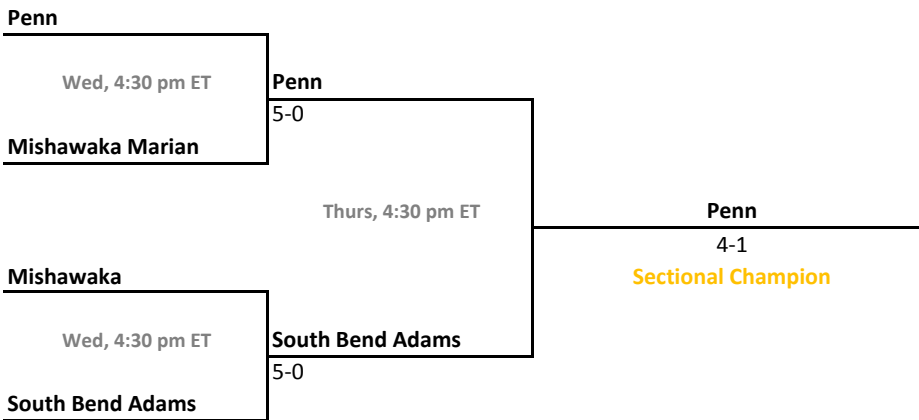 Penn
Wed, 4:30 pm ET
Penn
5-0
Mishawaka Marian
Thurs, 4:30 pm ET
Penn
4-1
Sectional Champion
Mishawaka
Wed, 4:30 pm ET
South Bend Adams
5-0
South Bend Adams